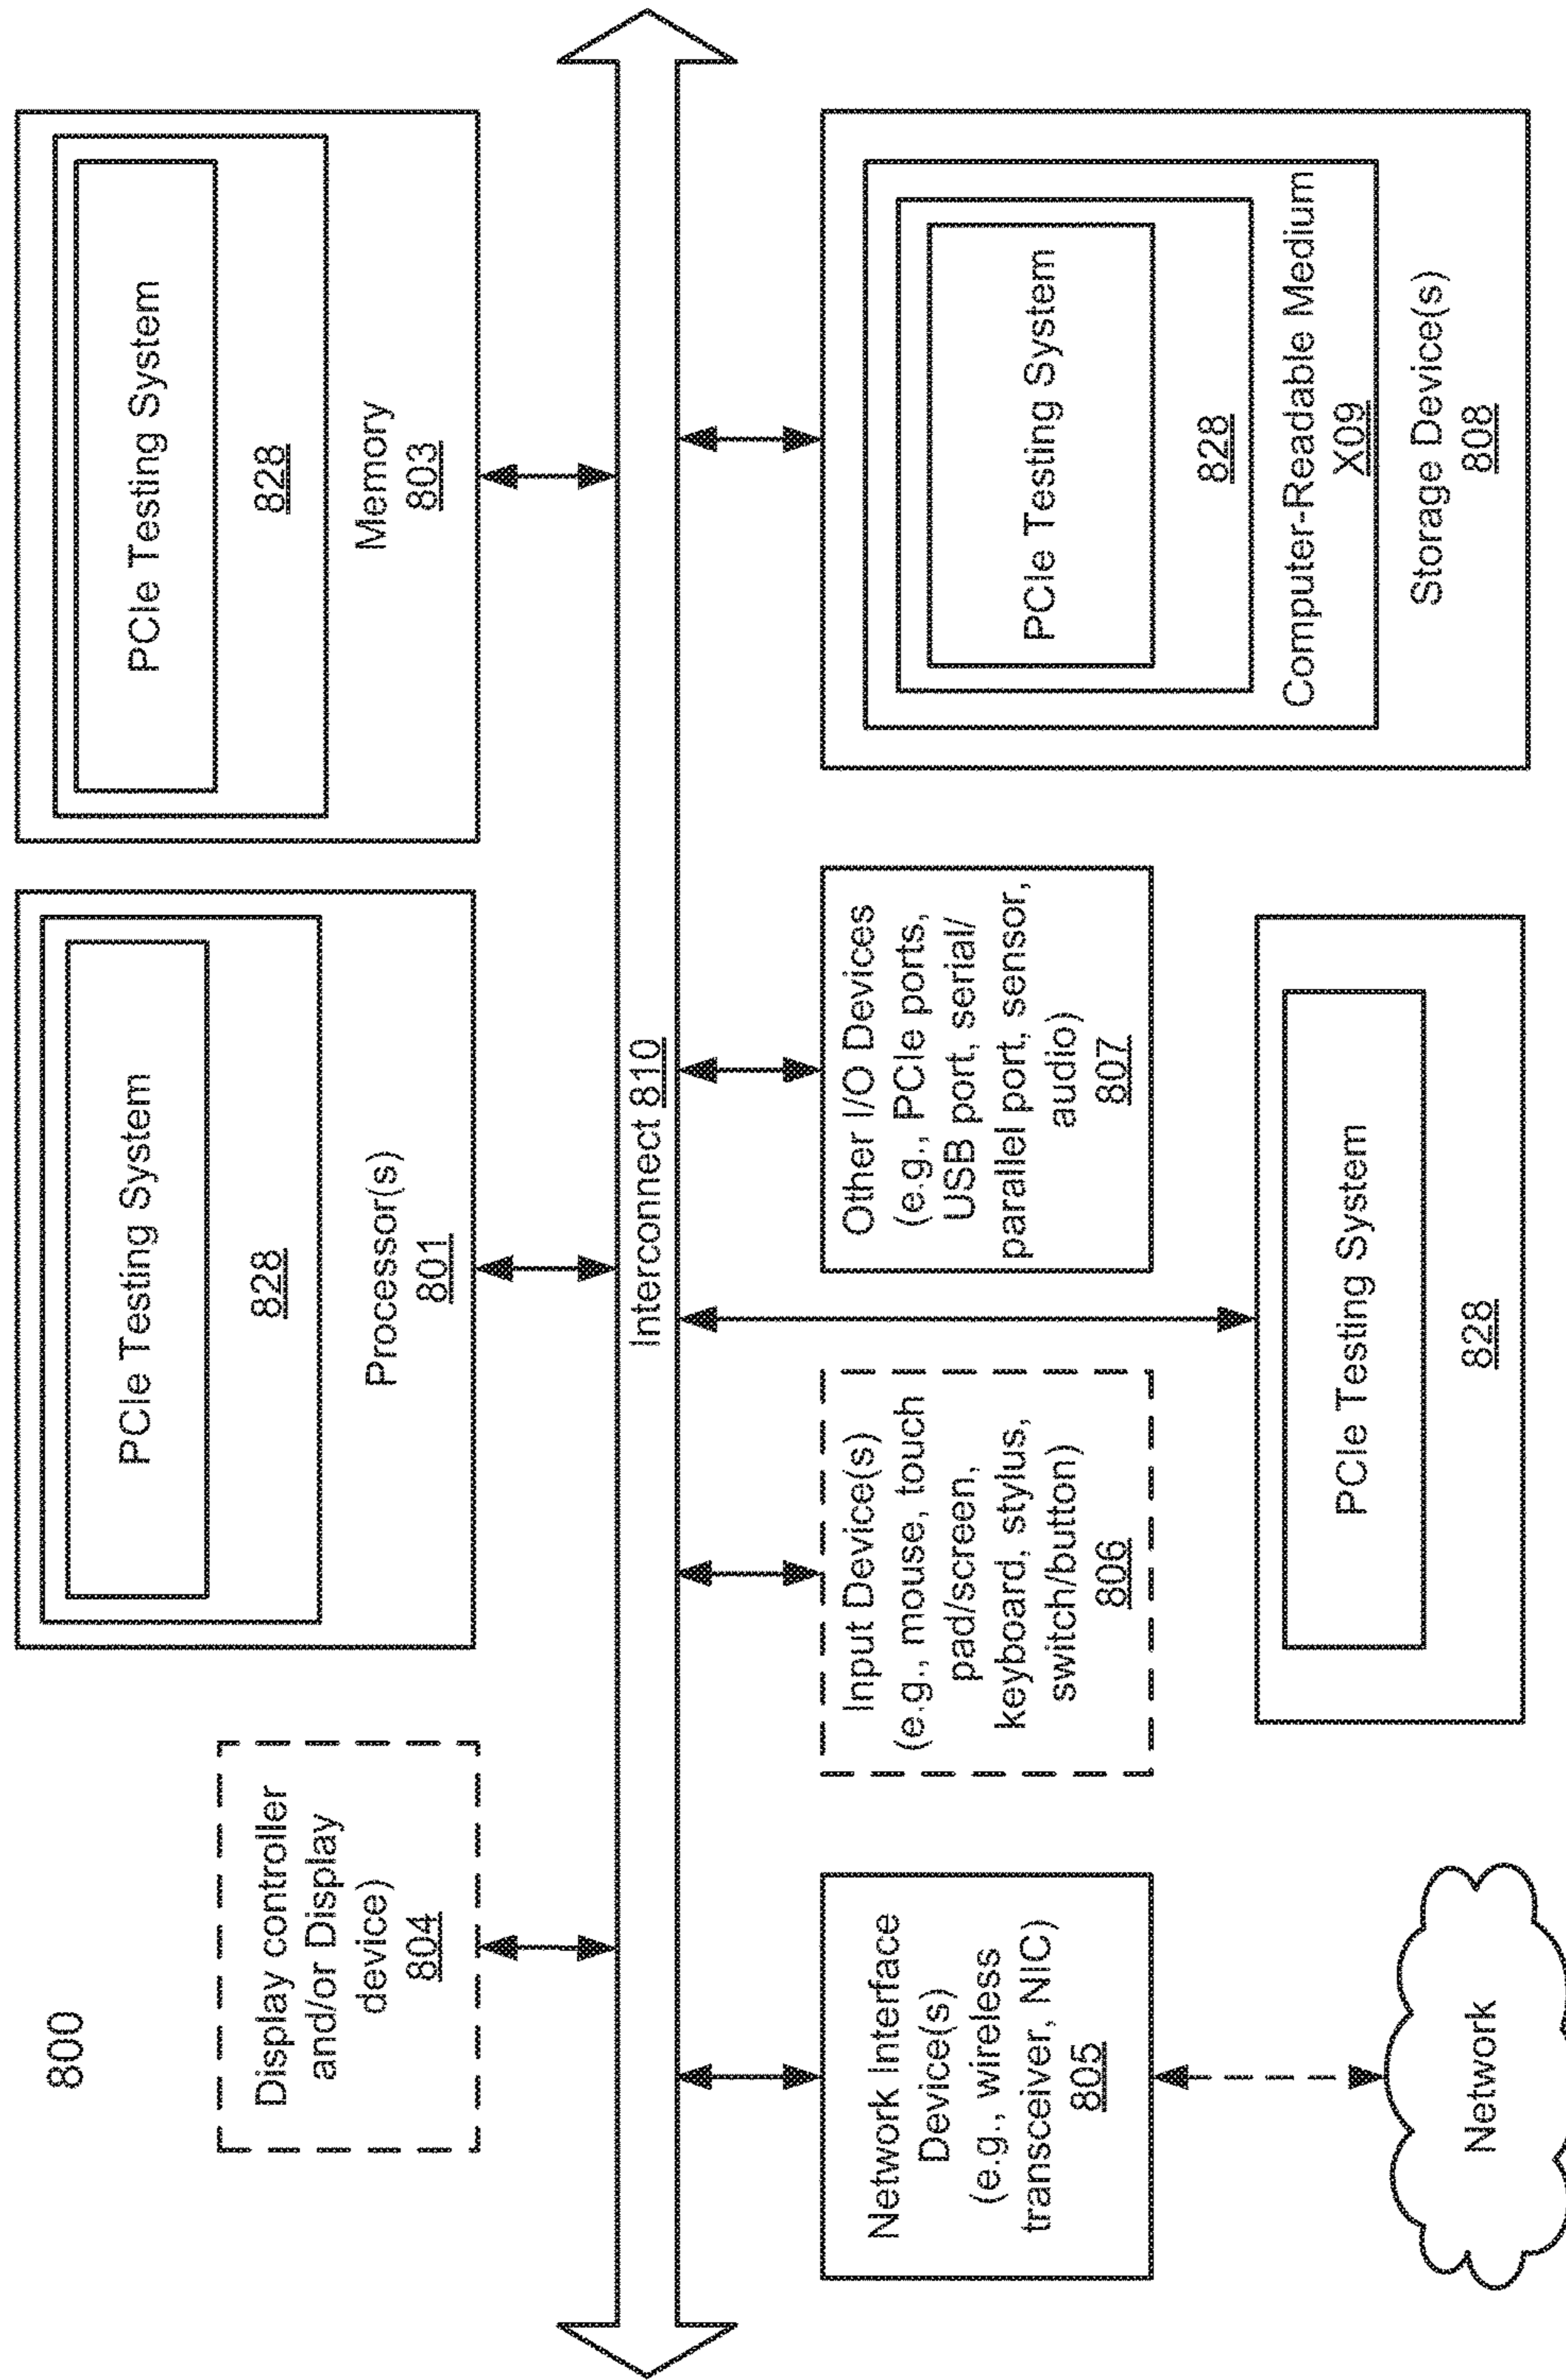 800
Display controller
and/or Display
device)
804
PCIe Testing System
828
Processor(s)
801
PCIe Testing System
828
Memory
803
Interconnect 810
Network Interface
Device(s)
(e.g., wireless
transceiver, NIC)
805
Input Device(s)
(e.g., mouse, touch
pad/screen,
keyboard, stylus,
switch/button)
806
Other I/O Devices
(e.g., PCIe ports,
USB port, serial/
parallel port, sensor,
audio)
807
PCIe Testing System
828
Computer-Readable Medium
X09
Storage Device(s)
808
Network
PCIe Testing System
828